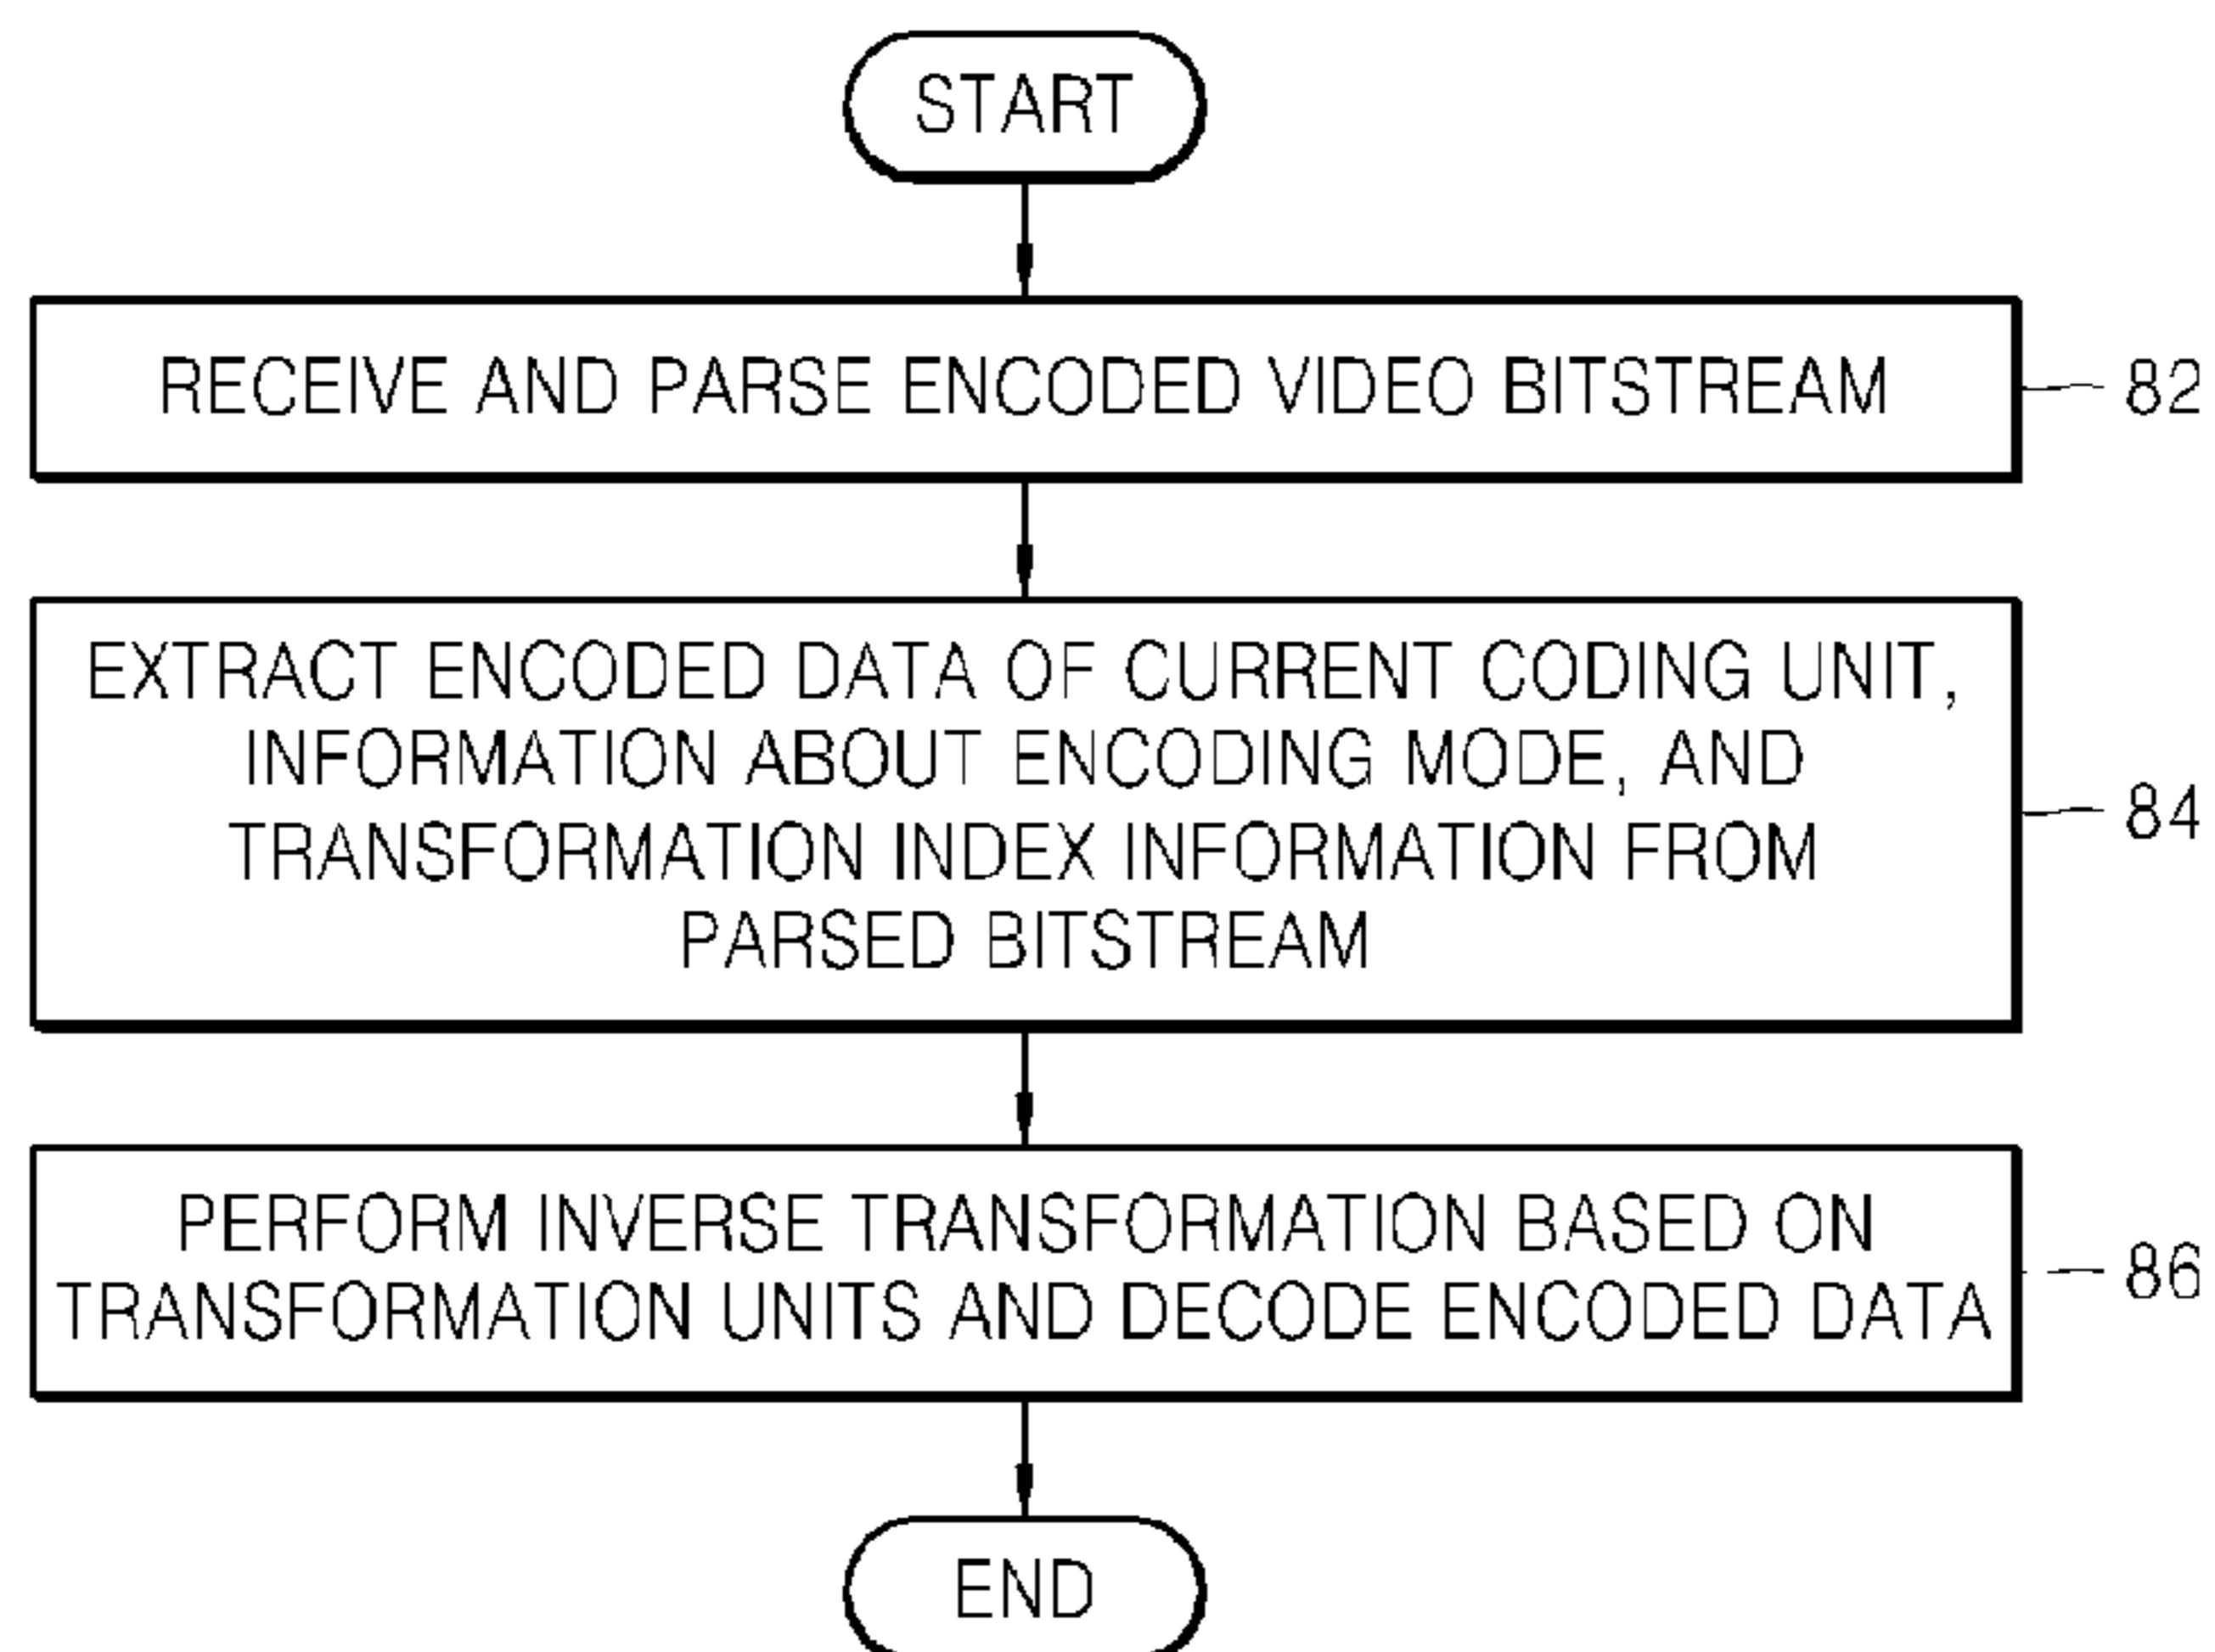 START
RECEIVE AND PARSE ENCODED VIDEO BITSTREAM
82
EXTRACT ENCODED DATA OF CURRENT CODING UNIT,
INFORMATION ABOUT ENCODING MODE, AND
TRANSFORMATION INDEX INFORMATION FROM
PARSED BITSTREAM
84
PERFORM INVERSE TRANSFORMATION BASED ON
TRANSFORMATION UNITS AND DECODE ENCODED DATA
86
END